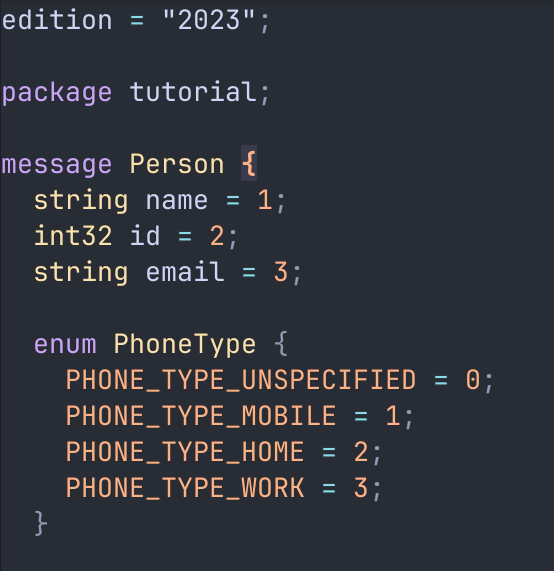 edition = "2023";
package tutorial;
message Person {
  string name = 1;
  int32 id = 2;
  string email = 3;
  enum PhoneType {
    PHONE_TYPE_UNSPECIFIED = 0;
    PHONE_TYPE_MOBILE = 1;
    PHONE_TYPE_HOME = 2;
    PHONE_TYPE_WORK = 3;
  }